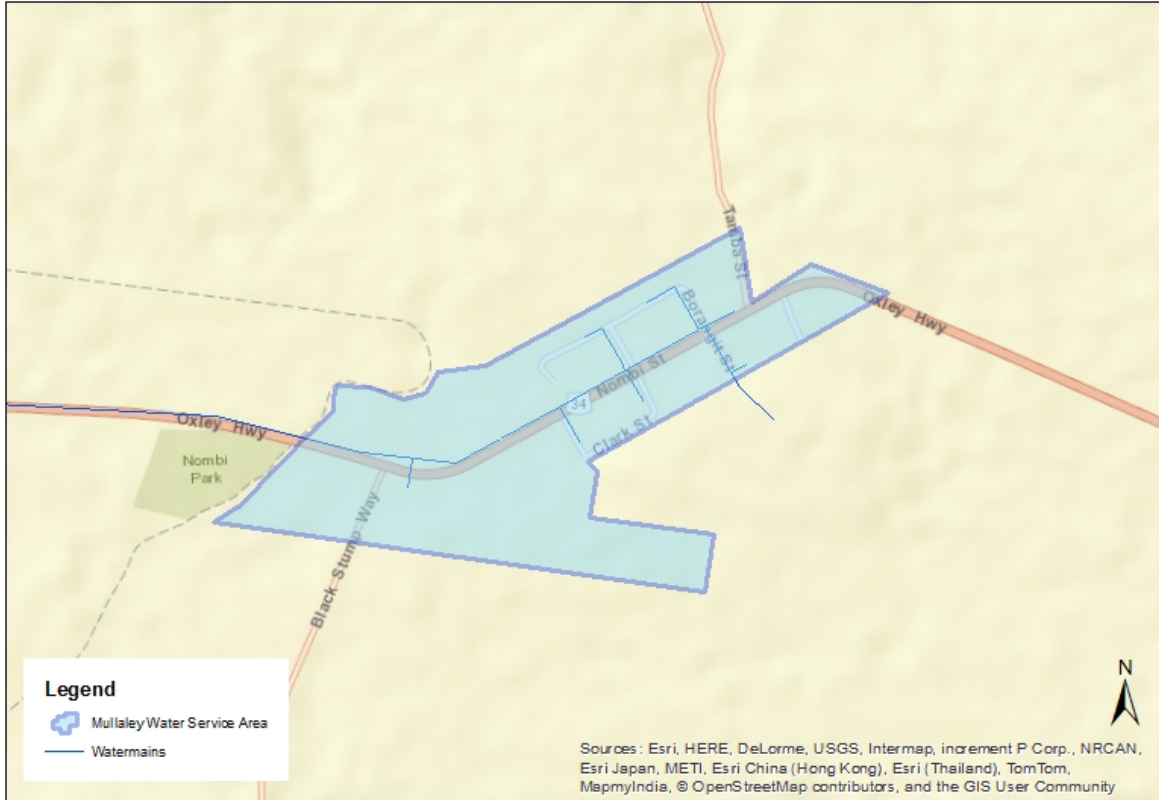 Tamba St
Borangit St
Oxley Hwy
Nombi St
34
Clark St
Oxley Hwy
Nombi
Park
Black Stump Way
Legend
Mullaley Water Service Area
Watermains
N
Sources: Esri, HERE, DeLorme, USGS, Intermap, increment P Corp., NRCAN,
Esri Japan, METI, Esri China (Hong Kong), Esri (Thailand), TomTom,
MapmyIndia, © OpenStreetMap contributors, and the GIS User Community